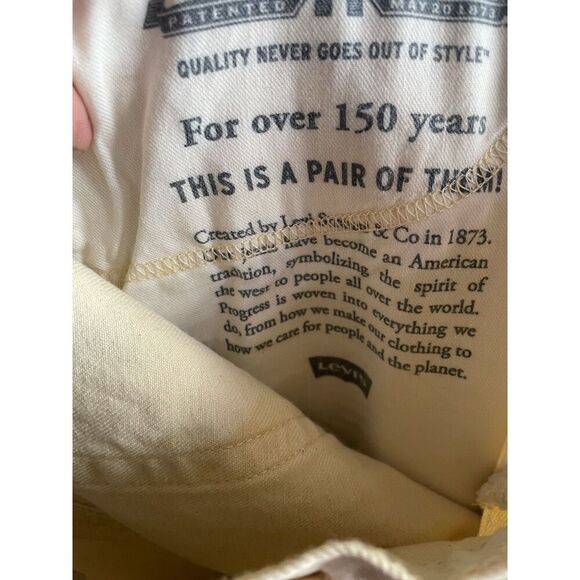 PATENTED MAY 20 1873
QUALITY NEVER GOES OUT OF STYLE™
For over 150 years
THIS IS A PAIR OF THEM!
Created by Levi Strauss & Co in 1873.
have become an American
tradition, symbolizing the spirit of
the west to people all over the world.
Progress is woven into everything we
do, from how we make our clothing to
how we care for people and the planet.
Levi's